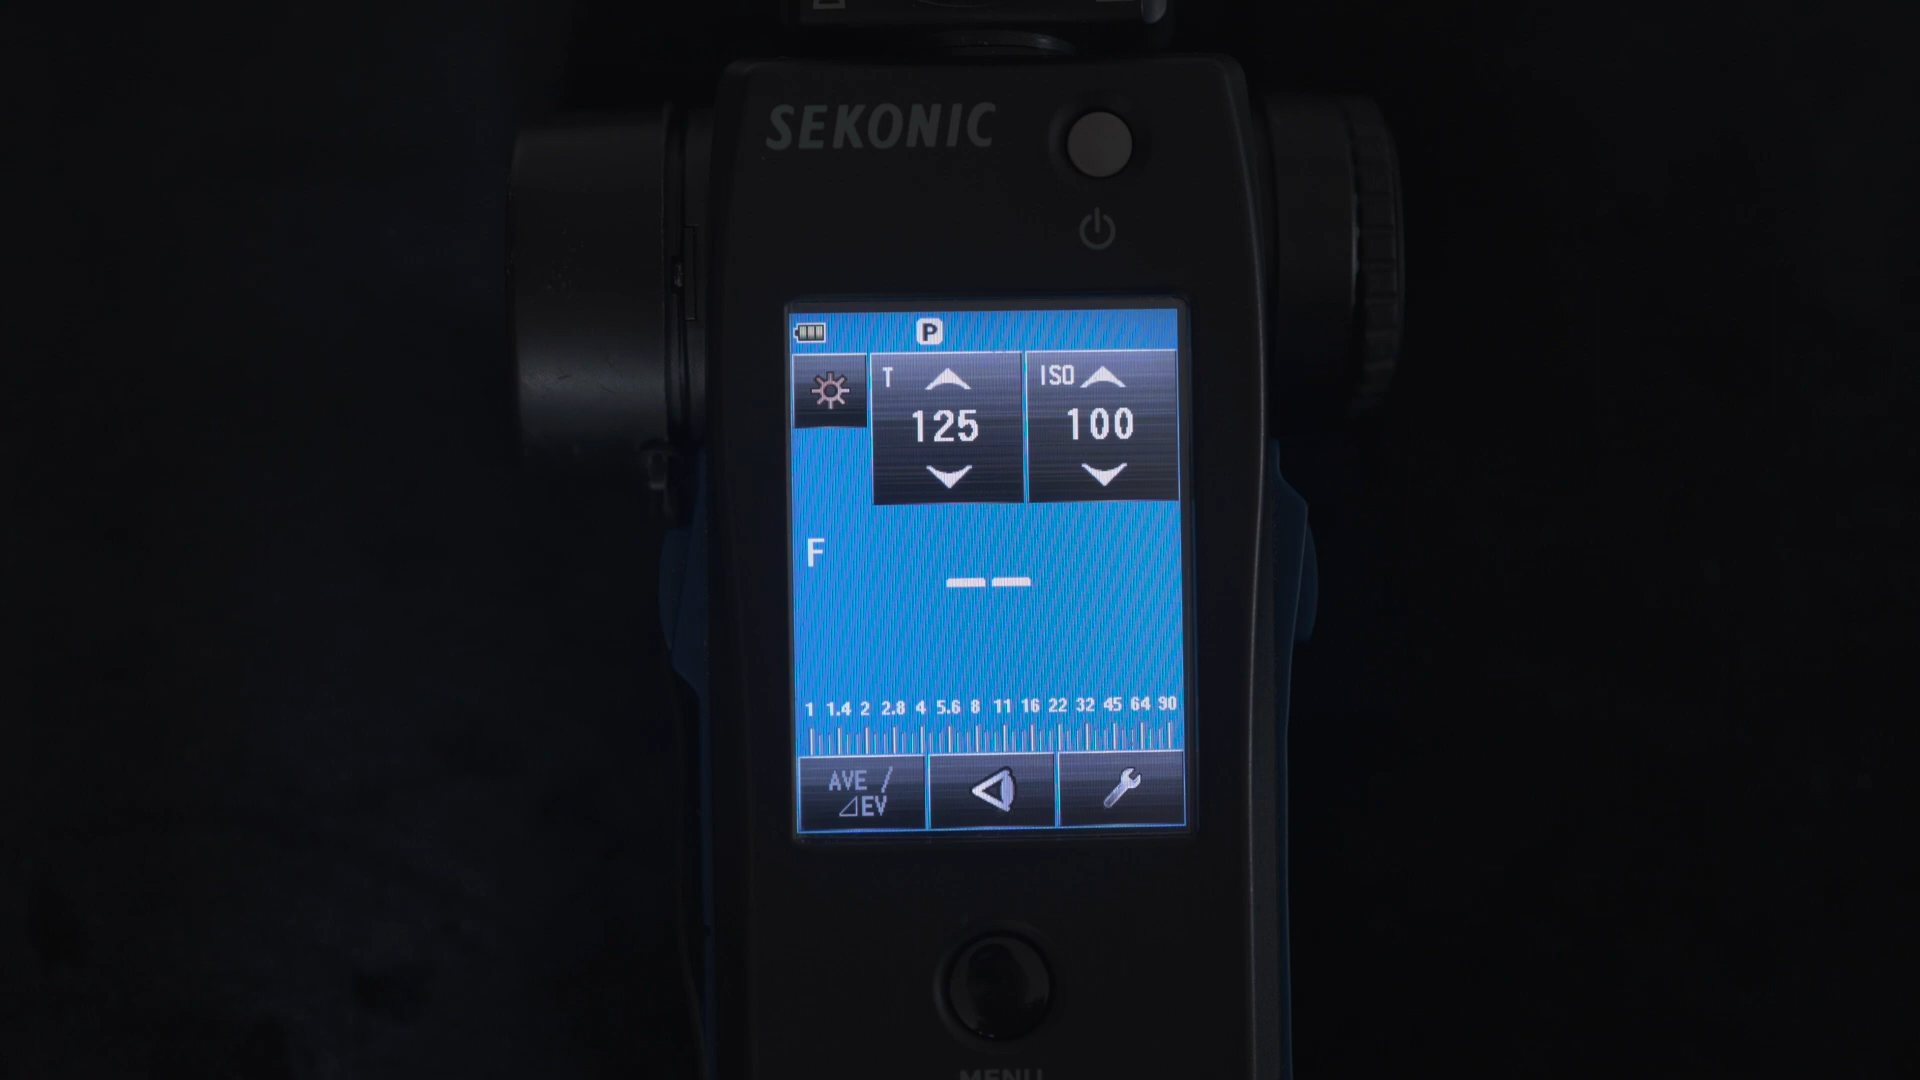 SEKONIC
P
T
125
ISO
100
F
--
1 1.4 2 2.8 4 5.6 8 11 16 22 32 45 64 90
AVE /
⊿EV
MENU